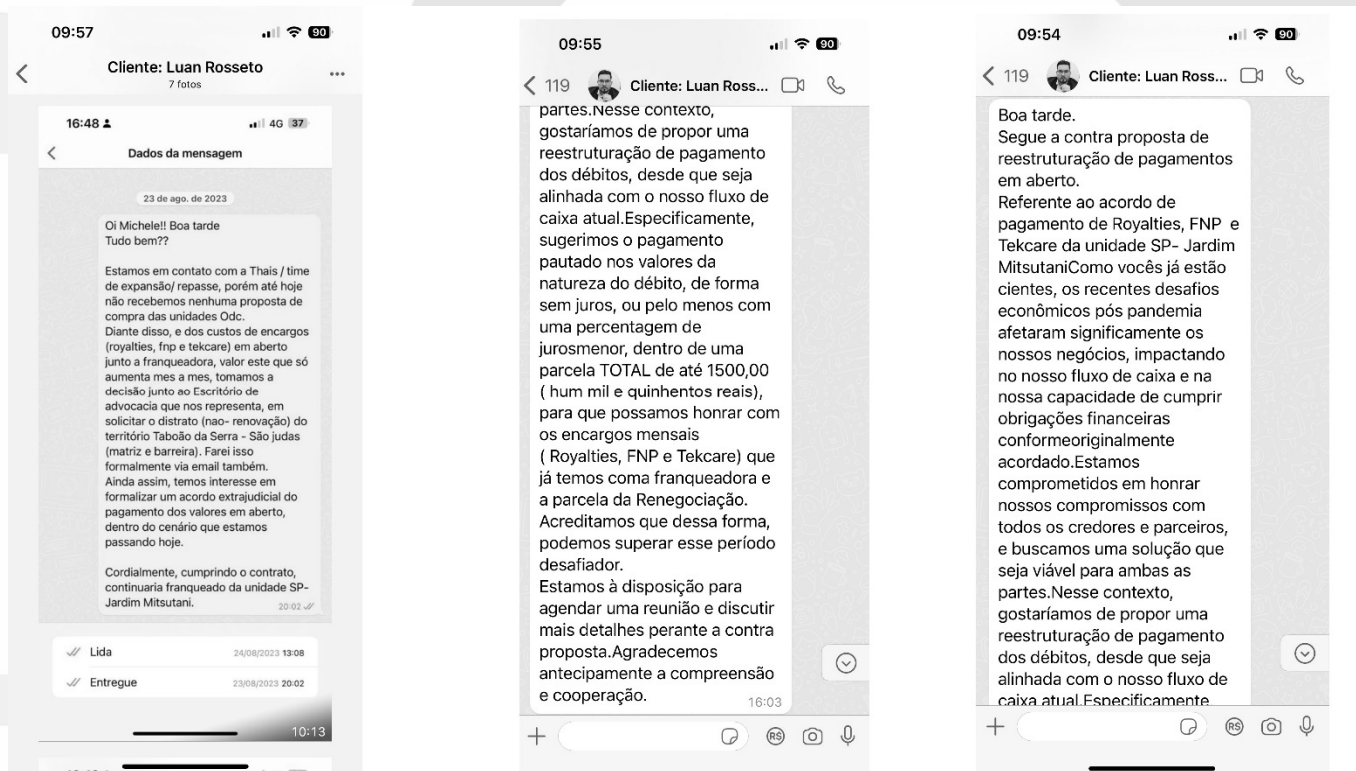 09:57
90
Cliente: Luan Rosseto
7 fotos
16:48
4G 37
Dados da mensagem
23 de ago. de 2023
Oi Michele!! Boa tarde
Tudo bem??
Estamos em contato com a Thais / time
de expansão/ repasse, porém até hoje
não recebemos nenhuma proposta de
compra das unidades Odc.
Diante disso, e dos custos de encargos
(royalties, fnp e tekcare) em aberto
junto a franqueadora, valor este que só
aumenta mes a mes, tomamos a
decisão junto ao Escritório de
advocacia que nos representa, em
solicitar o distrato (nao- renovação) do
território Taboão da Serra - São judas
(matriz e barreira). Farei isso
formalmente via email também.
Ainda assim, temos interesse em
formalizar um acordo extrajudicial do
pagamento dos valores em aberto,
dentro do cenário que estamos
passando hoje.
Cordialmente, cumprindo o contrato,
continuaria franqueado da unidade SP-
Jardim Mitsutani.
20:02
Lida
24/08/2023 13:08
Entregue
23/08/2023 20:02
10:13
09:55
90
119
Cliente: Luan Ross...
partes.Nesse contexto,
gostaríamos de propor uma
reestruturação de pagamento
dos débitos, desde que seja
alinhada com o nosso fluxo de
caixa atual.Especificamente,
sugerimos o pagamento
pautado nos valores da
natureza do débito, de forma
sem juros, ou pelo menos com
uma percentagem de
jurosmenor, dentro de uma
parcela TOTAL de até 1500,00
( hum mil e quinhentos reais),
para que possamos honrar com
os encargos mensais
( Royalties, FNP e Tekcare) que
já temos coma franqueadora e
a parcela da Renegociação.
Acreditamos que dessa forma,
podemos superar esse período
desafiador.
Estamos à disposição para
agendar uma reunião e discutir
mais detalhes perante a contra
proposta.Agradecemos
antecipamente a compreensão
e cooperação.
16:03
RS
09:54
90
119
Cliente: Luan Ross...
Boa tarde.
Segue a contra proposta de
reestruturação de pagamentos
em aberto.
Referente ao acordo de
pagamento de Royalties, FNP e
Tekcare da unidade SP- Jardim
MitsutaniComo vocês já estão
cientes, os recentes desafios
econômicos pós pandemia
afetaram significamente os
nossos negócios, impactando
no nosso fluxo de caixa e na
nossa capacidade de cumprir
obrigações financeiras
conformeoriginalmente
acordado.Estamos
comprometidos em honrar
nossos compromissos com
todos os credores e parceiros,
e buscamos uma solução que
seja viável para ambas as
partes.Nesse contexto,
gostaríamos de propor uma
reestruturação de pagamento
dos débitos, desde que seja
alinhada com o nosso fluxo de
caixa atual.Especificamente
RS